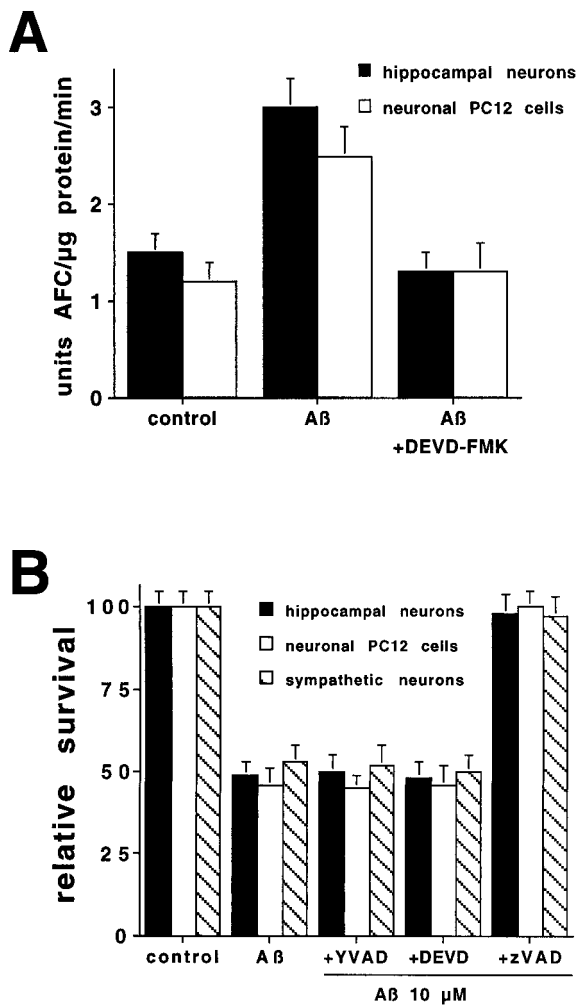 A
hippocampal neurons
neuronal PC12 cells
units AFC/µg protein/min
3
2
1
0
control
Aß
Aß
+DEVD-FMK
B
hippocampal neurons
neuronal PC12 cells
sympathetic neurons
relative survival
100
75
50
25
0
control
Aß
+YVAD
+DEVD
+zVAD
Aß 10 µM